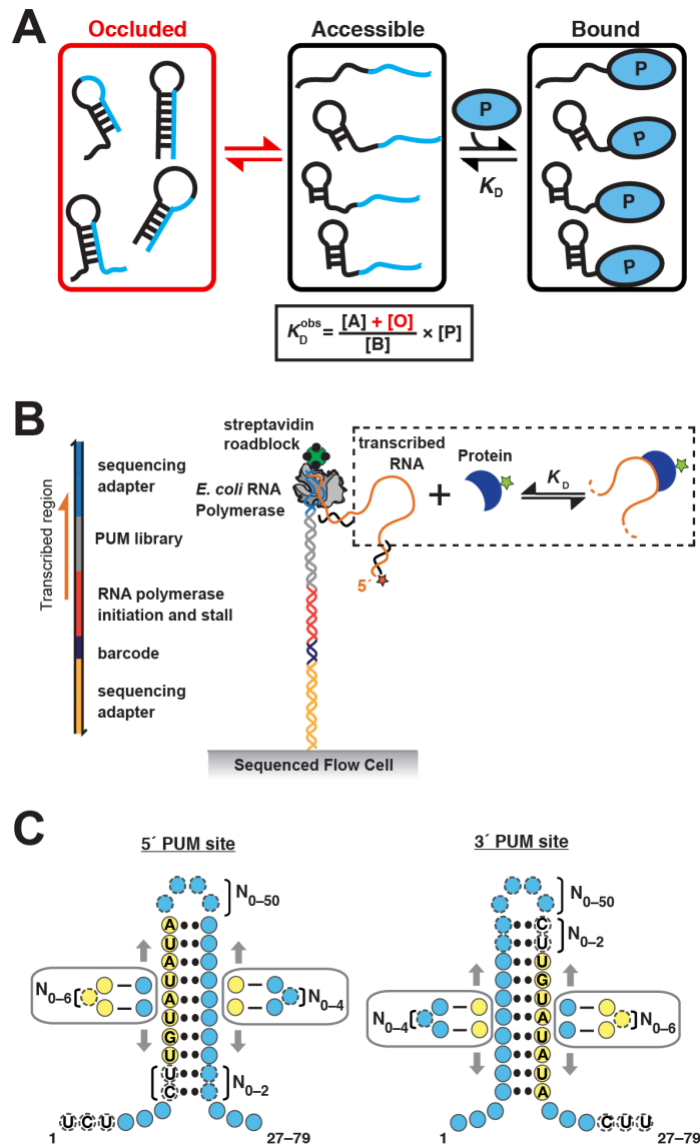 A
Occluded
Accessible
Bound
P
P
P
P
P
K_D
K_D^obs = [A] + [O] / [B] × [P]
B
Transcribed region
sequencing
adapter
PUM library
RNA polymerase
initiation and stall
barcode
sequencing
adapter
streptavidin
roadblock
E. coli RNA
Polymerase
transcribed
RNA
Protein
+
K_D
5´
Sequenced Flow Cell
C
5´ PUM site
N0–50
A
U
A
U
A
U
G
U
U
C
N0–6
N0–4
N0–2
U C U
1
27–79
3´ PUM site
N0–50
C
U
N0–2
U
G
U
A
U
A
U
A
N0–4
N0–6
C U U
1
27–79